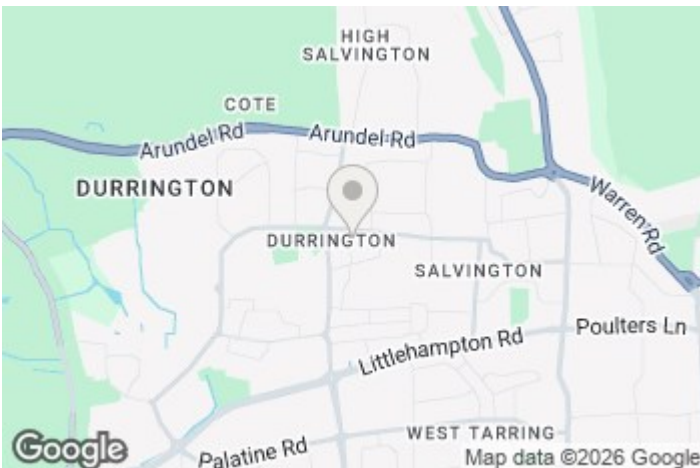 HIGH
SALVINGTON
COTE
Arundel Rd
Arundel Rd
DURRINGTON
Warren Rd
DURRINGTON
SALVINGTON
Poulters Ln
Littlehampton Rd
WEST TARRING
Palatine Rd
Google
Map data ©2026 Google